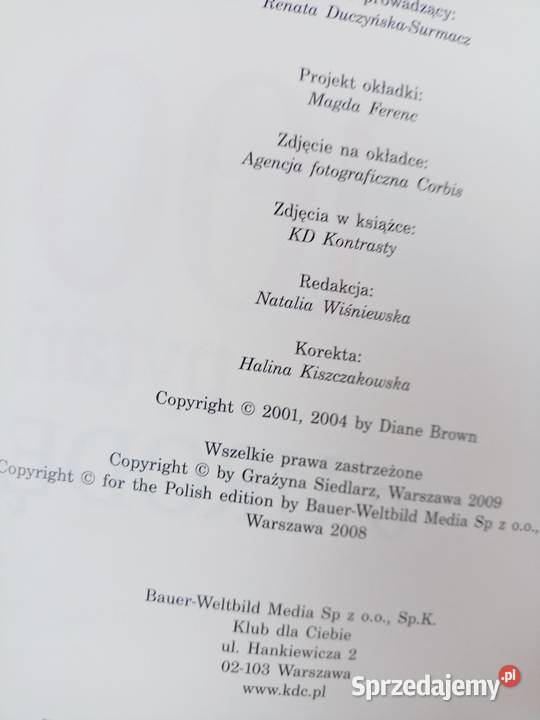 prowadzący:
Renata Duczyńska-Surmacz
Projekt okładki:
Magda Ferenc
Zdjęcie na okładce:
Agencja fotograficzna Corbis
Zdjęcia w książce:
KD Kontrasty
Redakcja:
Natalia Wiśniewska
Korekta:
Halina Kiszczakowska
Copyright © 2001, 2004 by Diane Brown
Wszelkie prawa zastrzeżone
Copyright © by Grażyna Siedlarz, Warszawa 2009
Copyright © for the Polish edition by Bauer-Weltbild Media Sp z o.o.,
Warszawa 2008
Bauer-Weltbild Media Sp z o.o., Sp.K.
Klub dla Ciebie
ul. Hankiewicza 2
02-103 Warszawa
www.kdc.pl
Sprzedajemy.pl